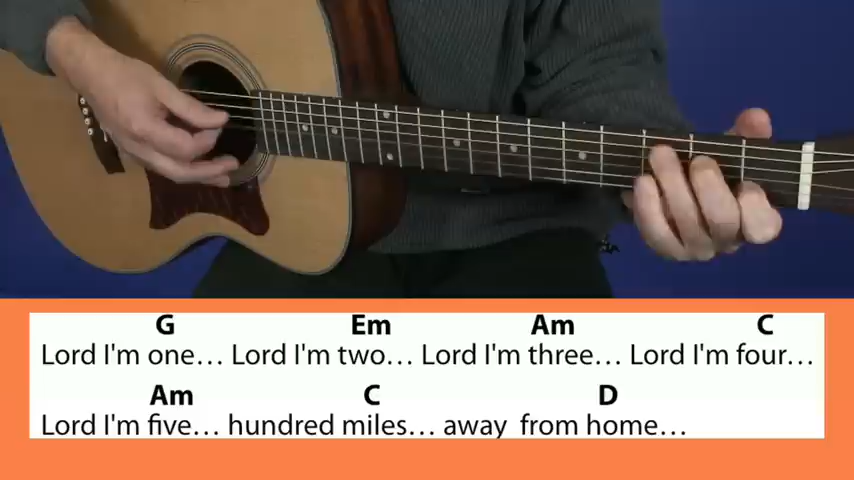 G Em Am C
Lord I'm one… Lord I'm two… Lord I'm three… Lord I'm four…
Am C D
Lord I'm five… hundred miles… away from home…